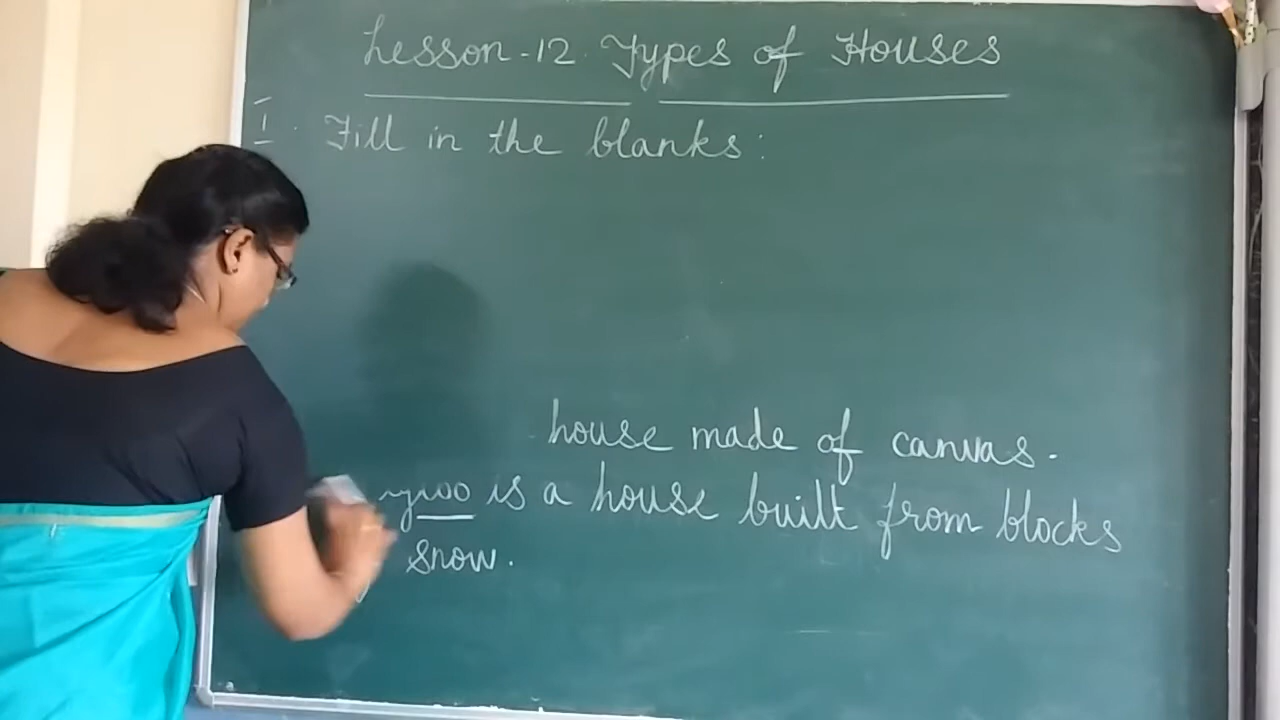 Lesson-12. Types of Houses
I. Fill in the blanks:
house made of canvas.
is a house built from blocks
snow.